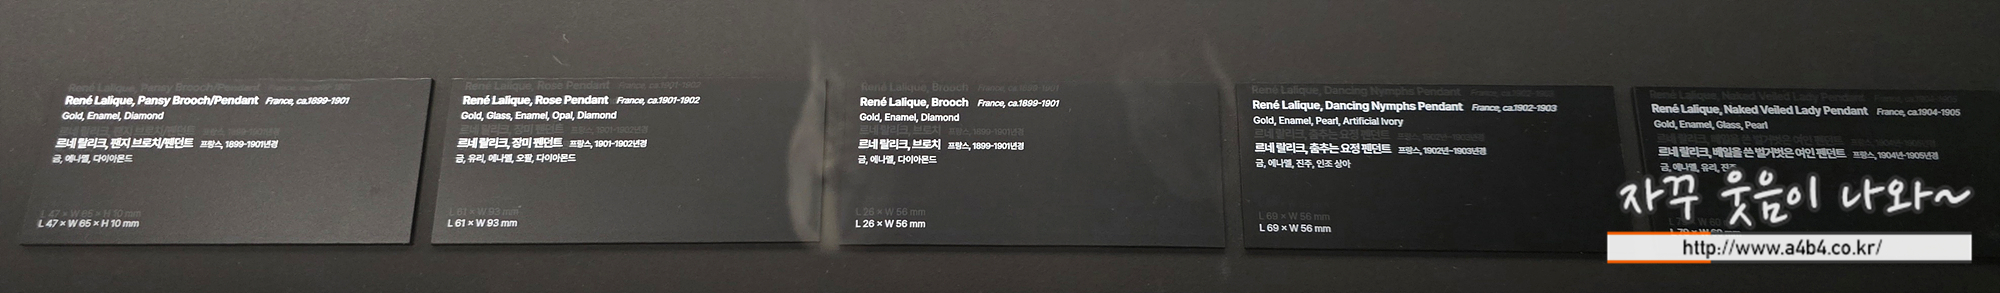 René Lalique, Pansy Brooch/Pendant France, ca.1899-1901
Gold, Enamel, Diamond
르네 랄리크, 팬지 브로치/펜던트 프랑스, 1899-1901년경
금, 에나멜, 다이아몬드
L 47 × W 65 × H 10 mm
René Lalique, Rose Pendant France, ca.1901-1902
Gold, Glass, Enamel, Opal, Diamond
르네 랄리크, 장미 펜던트 프랑스, 1901-1902년경
금, 유리, 에나멜, 오팔, 다이아몬드
L 61 × W 93 mm
René Lalique, Brooch France, ca.1899-1901
Gold, Enamel, Diamond
르네 랄리크, 브로치 프랑스, 1899-1901년경
금, 에나멜, 다이아몬드
L 26 × W 56 mm
René Lalique, Dancing Nymphs Pendant France, ca.1902-1903
Gold, Enamel, Pearl, Artificial Ivory
르네 랄리크, 춤추는 요정 펜던트 프랑스, 1902년-1903년경
금, 에나멜, 진주, 인조 상아
L 69 × W 56 mm
René Lalique, Naked Veiled Lady Pendant France, ca.1904-1905
Gold, Enamel, Glass, Pearl
르네 랄리크, 베일을 쓴 벌거벗은 여인 펜던트 프랑스, 1904년-1905년경
금, 에나멜, 유리, 진주
자꾸 웃음이 나와~
http://www.a4b4.co.kr/